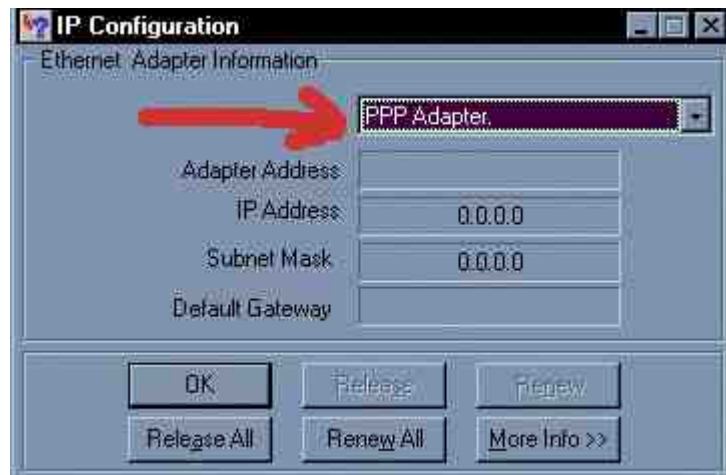 IP Configuration
Ethernet Adapter Information
PPP Adapter.
Adapter Address
IP Address 0.0.0.0
Subnet Mask 0.0.0.0
Default Gateway
OK Release Renew
Release All Renew All More Info >>